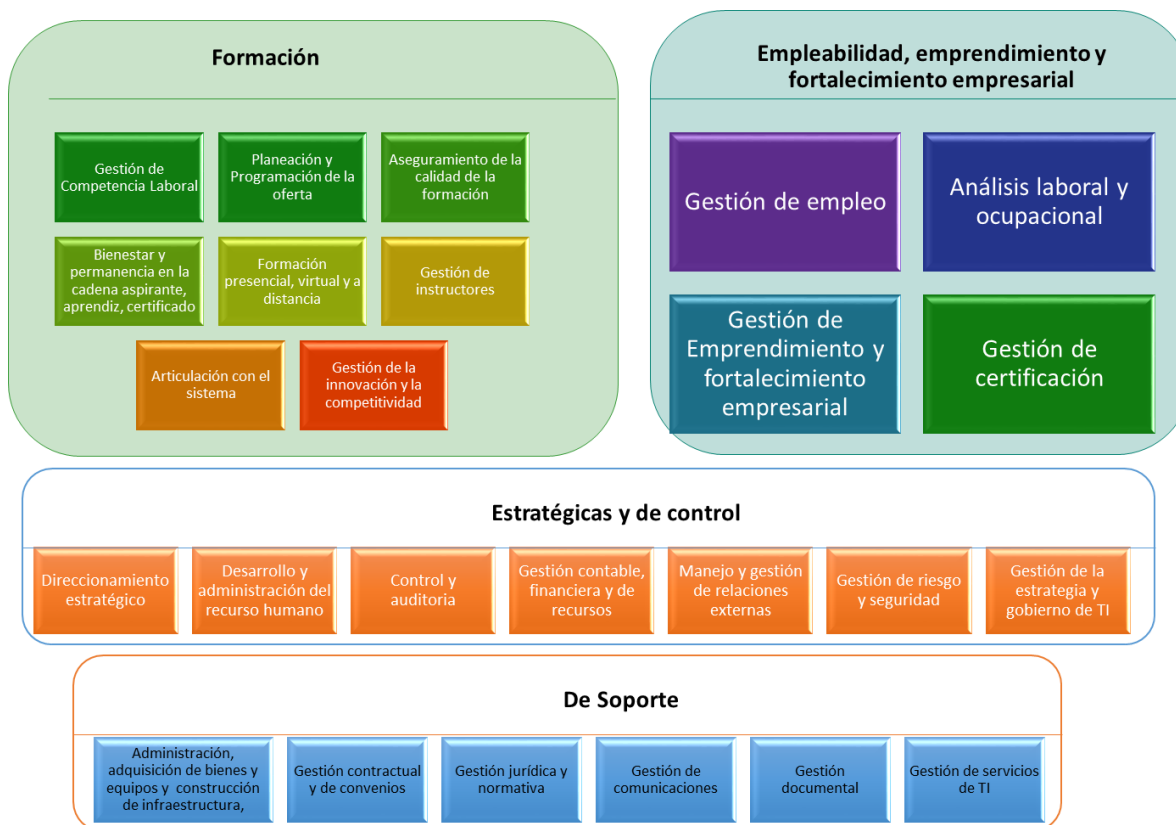 Formación
Gestión de
Competencia Laboral
Planeación y
Programación de la
oferta
Aseguramiento de la
calidad de la
formación
Bienestar y
permanencia en la
cadena aspirante,
aprendiz, certificado
Formación
presencial, virtual y a
distancia
Gestión de
instructores
Articulación con el
sistema
Gestión de la
innovación y la
competitividad
Empleabilidad, emprendimiento y
fortalecimiento empresarial
Gestión de empleo
Análisis laboral y
ocupacional
Gestión de
Emprendimiento y
fortalecimiento
empresarial
Gestión de
certificación
Estratégicas y de control
Direccionamiento
estratégico
Desarrollo y
administración del
recurso humano
Control y
auditoria
Gestión contable,
financiera y de
recursos
Manejo y gestión
de relaciones
externas
Gestión de riesgo
y seguridad
Gestión de la
estrategia y
gobierno de TI
De Soporte
Administración,
adquisición de bienes y
equipos y construcción
de infraestructura,
Gestión contractual
y de convenios
Gestión jurídica y
normativa
Gestión de
comunicaciones
Gestión
documental
Gestión de servicios
de TI